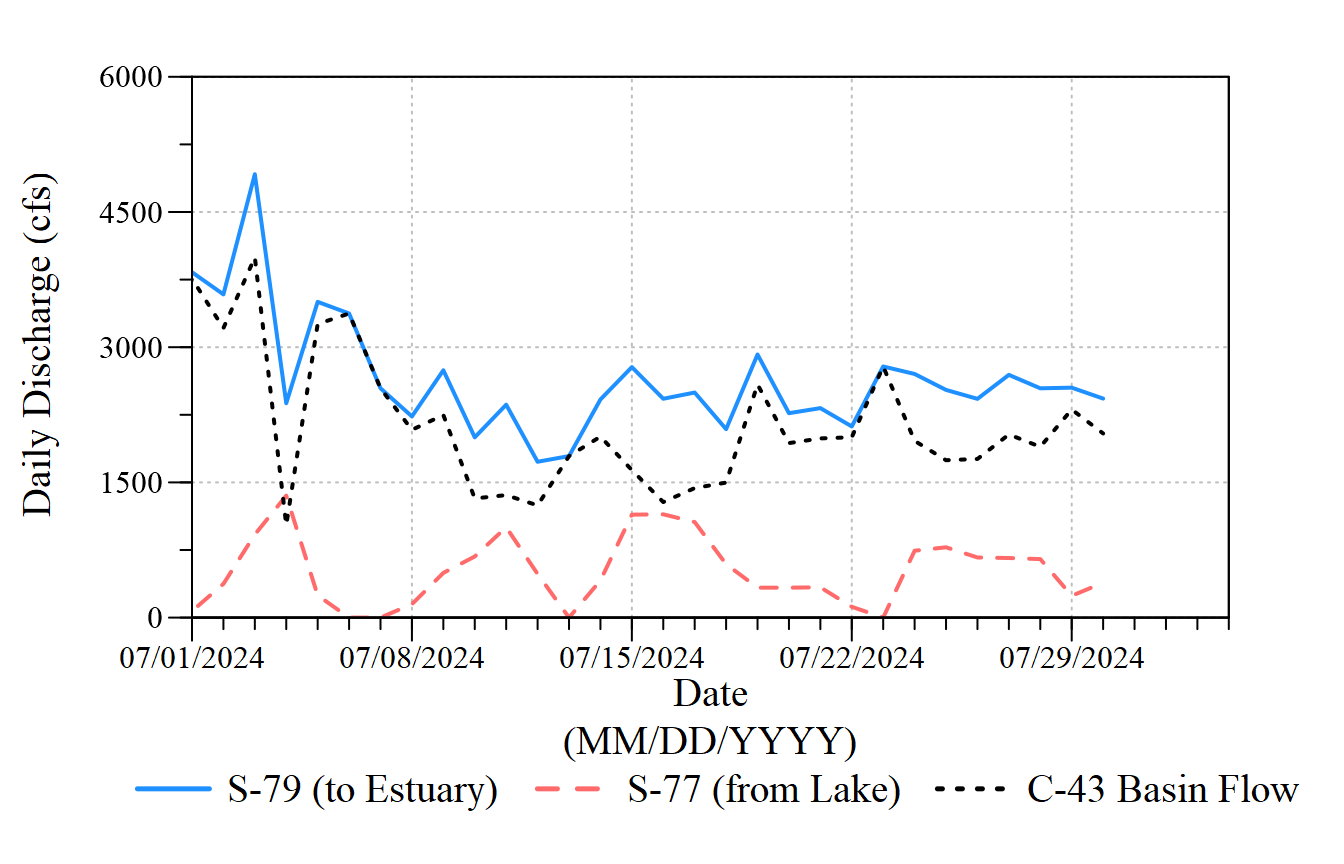 6000
4500
3000
1500
0
Daily Discharge (cfs)
07/01/2024 07/08/2024 07/15/2024 07/22/2024 07/29/2024
Date
(MM/DD/YYYY)
S-79 (to Estuary) S-77 (from Lake) C-43 Basin Flow